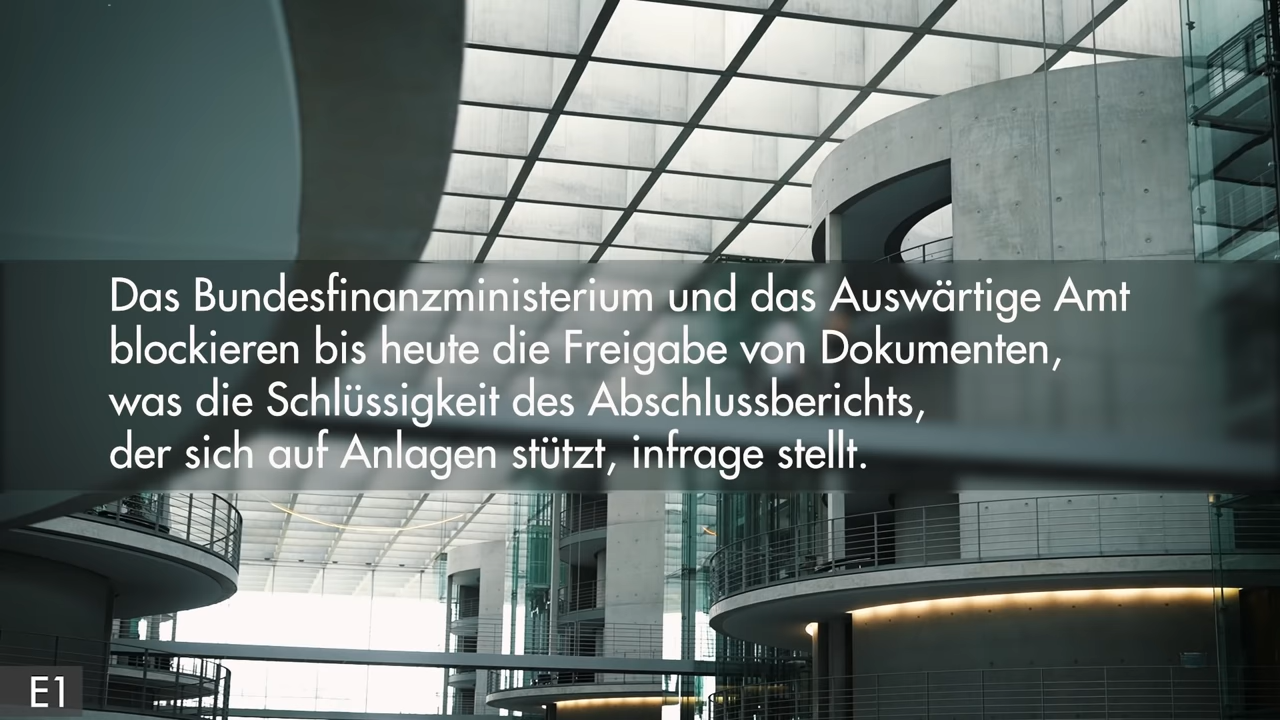 Das Bundesfinanzministerium und das Auswärtige Amt
blockieren bis heute die Freigabe von Dokumenten,
was die Schlüssigkeit des Abschlussberichts,
der sich auf Anlagen stützt, infrage stellt.
E1